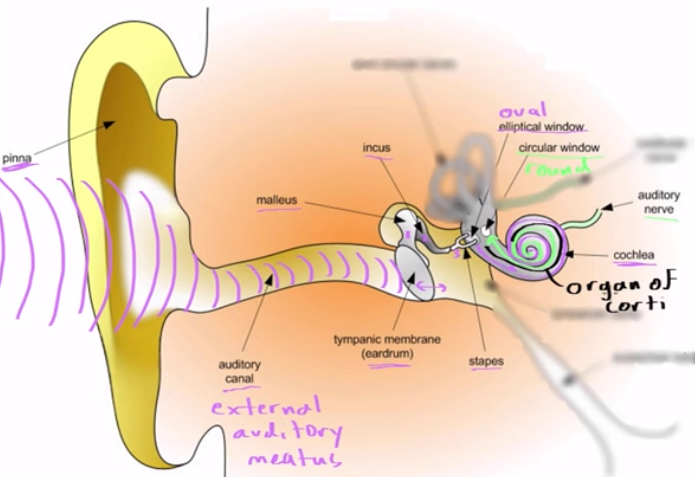 oval
elliptical window
incus
circular window
round
pinna
malleus
auditory
nerve
cochlea
organ of
corti
tympanic membrane
(eardrum)
stapes
auditory
canal
external
auditory
meatus